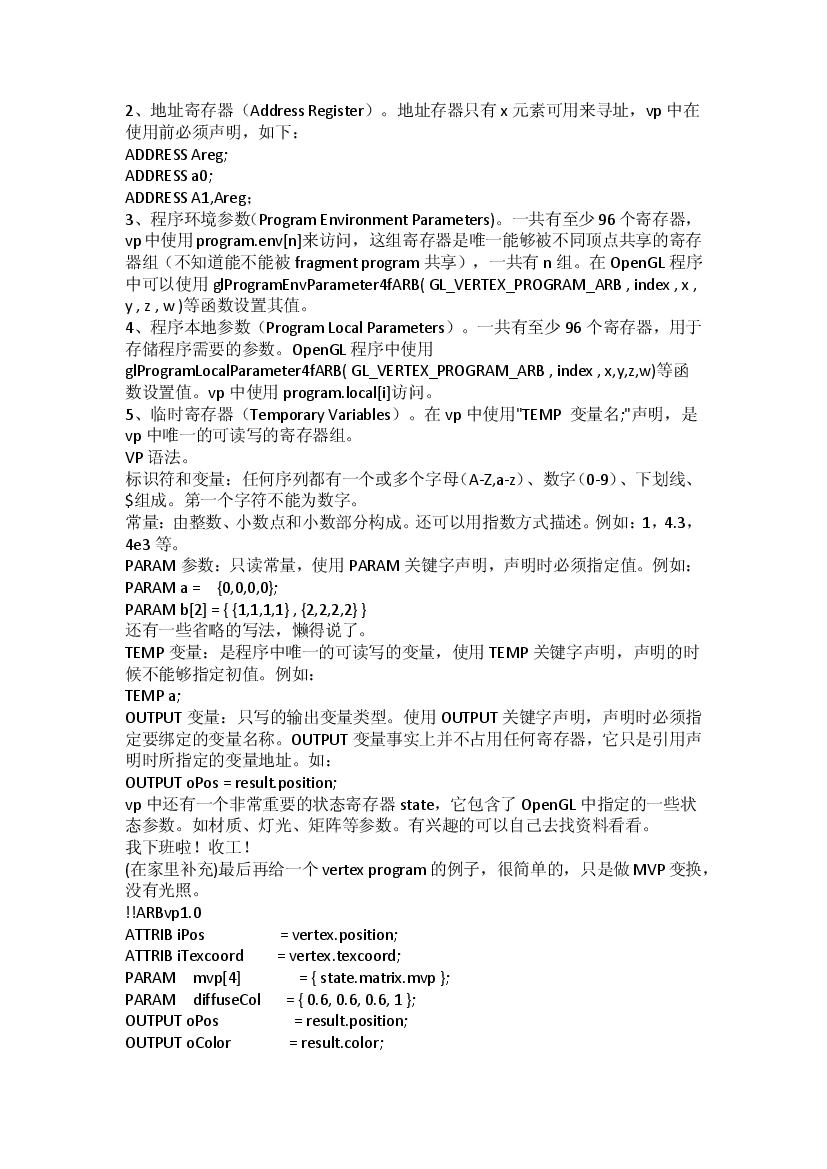 2、地址寄存器（Address Register）。地址存器只有 x 元素可用来寻址，vp 中在
使用前必须声明，如下：
ADDRESS Areg;
ADDRESS a0;
ADDRESS A1,Areg；
3、程序环境参数（Program Environment Parameters)。一共有至少 96 个寄存器，
vp 中使用 program.env[n]来访问，这组寄存器是唯一能够被不同顶点共享的寄存
器组（不知道能不能被 fragment program 共享），一共有 n 组。在 OpenGL 程序
中可以使用 glProgramEnvParameter4fARB( GL_VERTEX_PROGRAM_ARB , index , x ,
y , z , w )等函数设置其值。
4、程序本地参数（Program Local Parameters）。一共有至少 96 个寄存器，用于
存储程序需要的参数。OpenGL 程序中使用
glProgramLocalParameter4fARB( GL_VERTEX_PROGRAM_ARB , index , x,y,z,w)等函
数设置值。vp 中使用 program.local[i]访问。
5、临时寄存器（Temporary Variables）。在 vp 中使用"TEMP 变量名;"声明，是
vp 中唯一的可读写的寄存器组。
VP 语法。
标识符和变量：任何序列都有一个或多个字母（A-Z,a-z）、数字（0-9）、下划线、
$组成。第一个字符不能为数字。
常量：由整数、小数点和小数部分构成。还可以用指数方式描述。例如：1，4.3，
4e3 等。
PARAM 参数：只读常量，使用 PARAM 关键字声明，声明时必须指定值。例如：
PARAM a = {0,0,0,0};
PARAM b[2] = { {1,1,1,1} , {2,2,2,2} }
还有一些省略的写法，懒得说了。
TEMP 变量：是程序中唯一的可读写的变量，使用 TEMP 关键字声明，声明的时
候不能够指定初值。例如：
TEMP a;
OUTPUT 变量：只写的输出变量类型。使用 OUTPUT 关键字声明，声明时必须指
定要绑定的变量名称。OUTPUT 变量事实上并不占用任何寄存器，它只是引用声
明时所指定的变量地址。如：
OUTPUT oPos = result.position;
vp 中还有一个非常重要的状态寄存器 state，它包含了 OpenGL 中指定的一些状
态参数。如材质、灯光、矩阵等参数。有兴趣的可以自己去找资料看看。
我下班啦！收工！
(在家里补充)最后再给一个 vertex program 的例子，很简单的，只是做 MVP 变换，
没有光照。
!!ARBvp1.0
ATTRIB iPos = vertex.position;
ATTRIB iTexcoord = vertex.texcoord;
PARAM mvp[4] = { state.matrix.mvp };
PARAM diffuseCol = { 0.6, 0.6, 0.6, 1 };
OUTPUT oPos = result.position;
OUTPUT oColor = result.color;